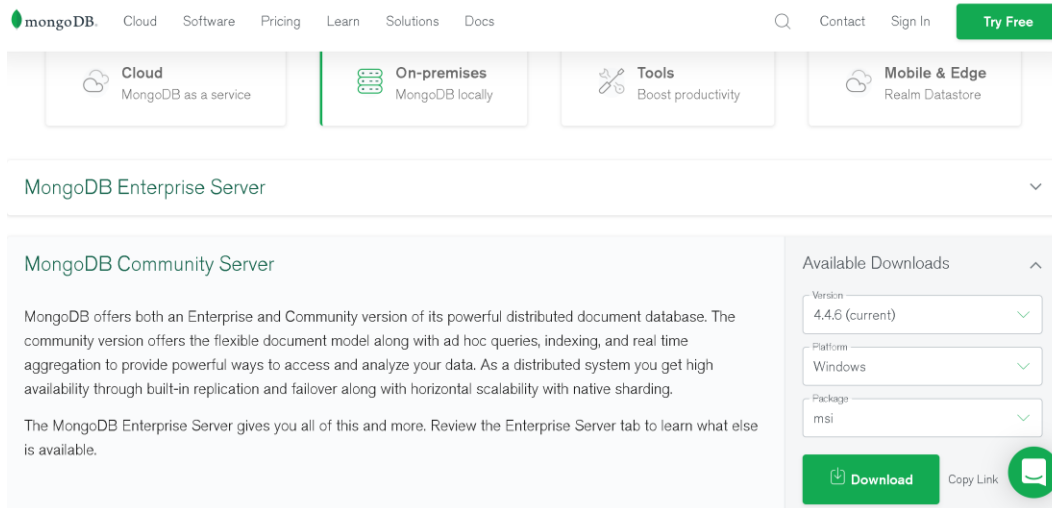 mongoDB.
Cloud Software Pricing Learn Solutions Docs Contact Sign In Try Free
Cloud
MongoDB as a service
On-premises
MongoDB locally
Tools
Boost productivity
Mobile & Edge
Realm Datastore
MongoDB Enterprise Server
MongoDB Community Server
MongoDB offers both an Enterprise and Community version of its powerful distributed document database. The
community version offers the flexible document model along with ad hoc queries, indexing, and real time
aggregation to provide powerful ways to access and analyze your data. As a distributed system you get high
availability through built-in replication and failover along with horizontal scalability with native sharding.
The MongoDB Enterprise Server gives you all of this and more. Review the Enterprise Server tab to learn what else
is available.
Available Downloads
Version
4.4.6 (current)
Platform
Windows
Package
msi
Download
Copy Link